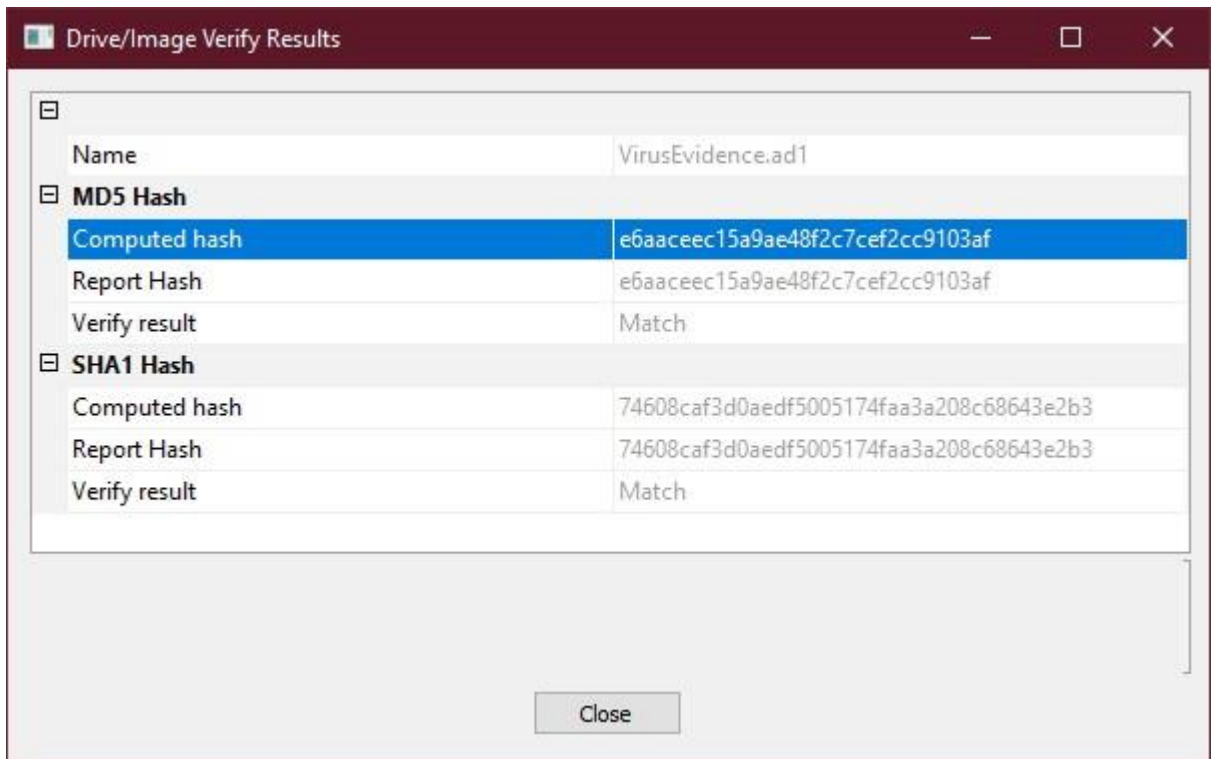 Drive/Image Verify Results
Name VirusEvidence.ad1
MD5 Hash
Computed hash e6aaceec15a9ae48f2c7cef2cc9103af
Report Hash e6aaceec15a9ae48f2c7cef2cc9103af
Verify result Match
SHA1 Hash
Computed hash 74608caf3d0aedf5005174faa3a208c68643e2b3
Report Hash 74608caf3d0aedf5005174faa3a208c68643e2b3
Verify result Match
Close